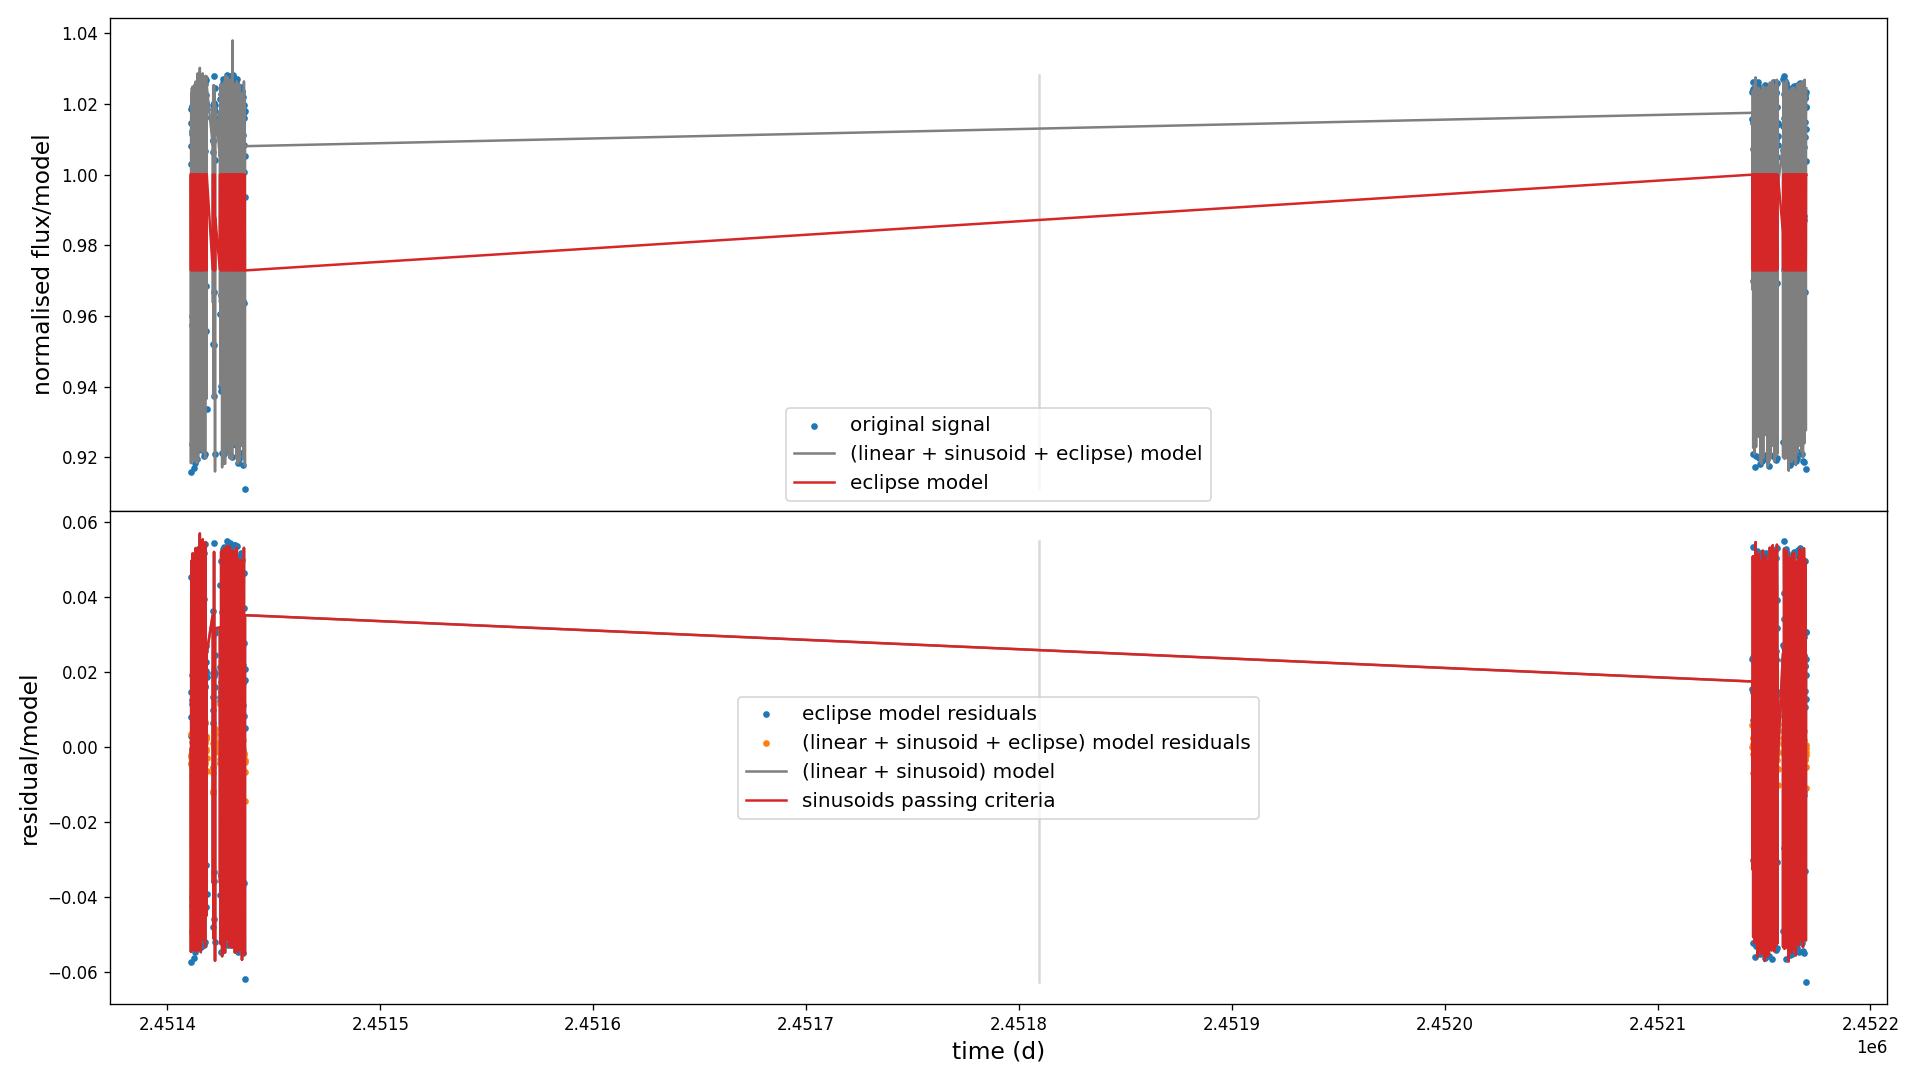 normalised flux/model
1.04
1.02
1.00
0.98
0.96
0.94
0.92
original signal
(linear + sinusoid + eclipse) model
eclipse model
residual/model
0.06
0.04
0.02
0.00
−0.02
−0.04
−0.06
eclipse model residuals
(linear + sinusoid + eclipse) model residuals
(linear + sinusoid) model
sinusoids passing criteria
2.4514 2.4515 2.4516 2.4517 2.4518 2.4519 2.4520 2.4521 2.4522
1e6
time (d)